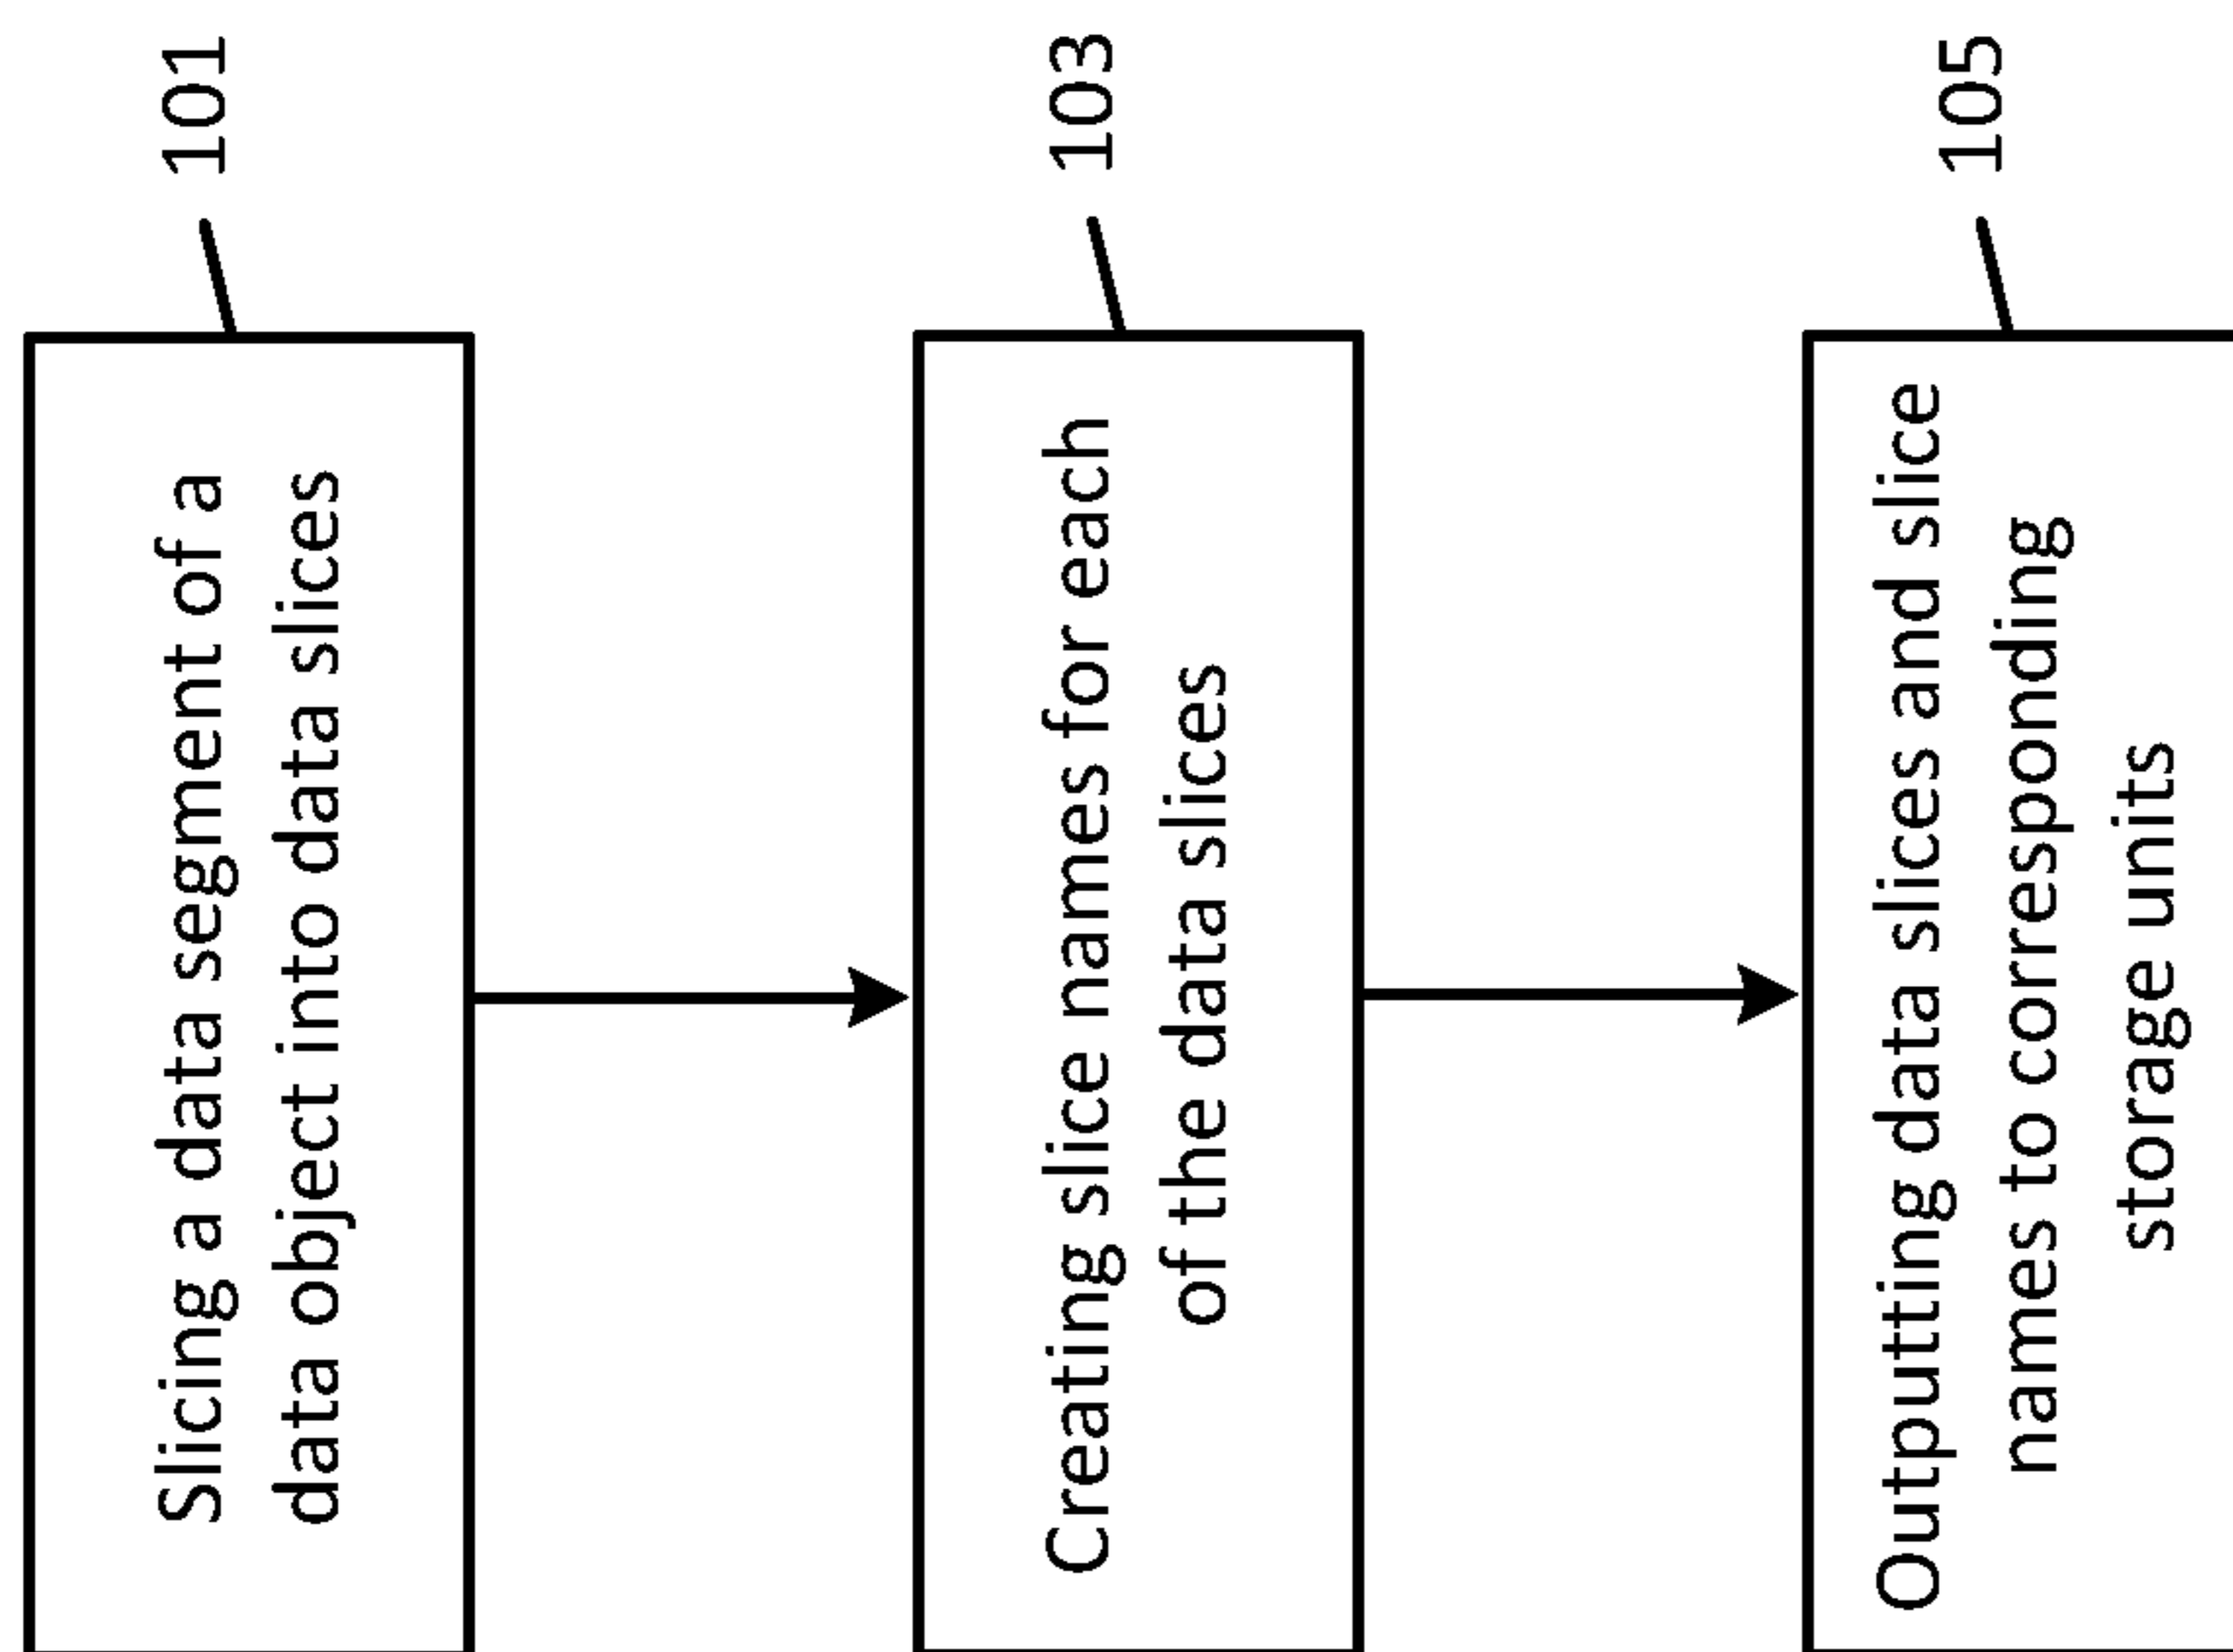 Slicing a data segment of a
data object into data slices
101
Creating slice names for each
of the data slices
103
Outputting data slices and slice
names to corresponding
storage units
105